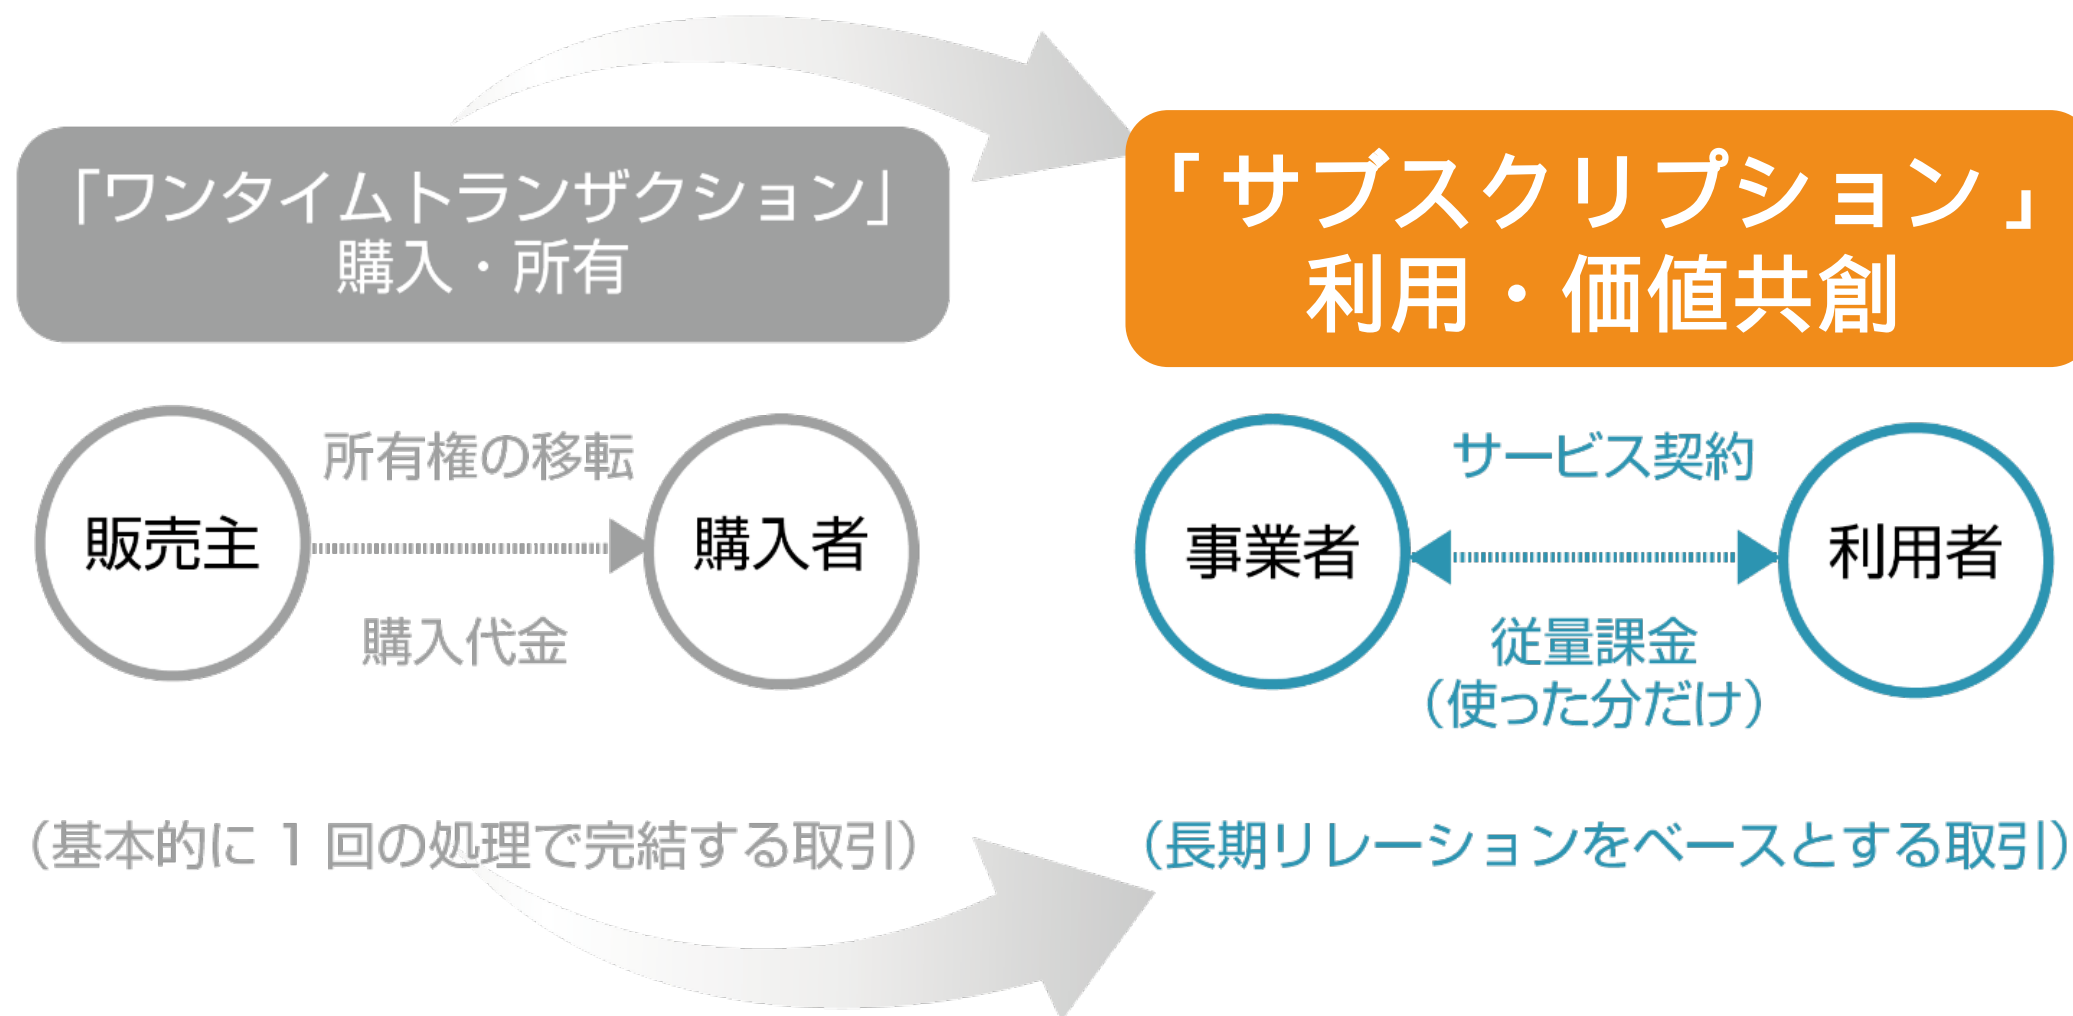 「ワンタイムトランザクション」
購入・所有
販売主
所有権の移転
購入代金
購入者
（基本的に 1 回の処理で完結する取引）
「サブスクリプション」
利用・価値共創
事業者
サービス契約
従量課金
（使った分だけ）
利用者
（長期リレーションをベースとする取引）